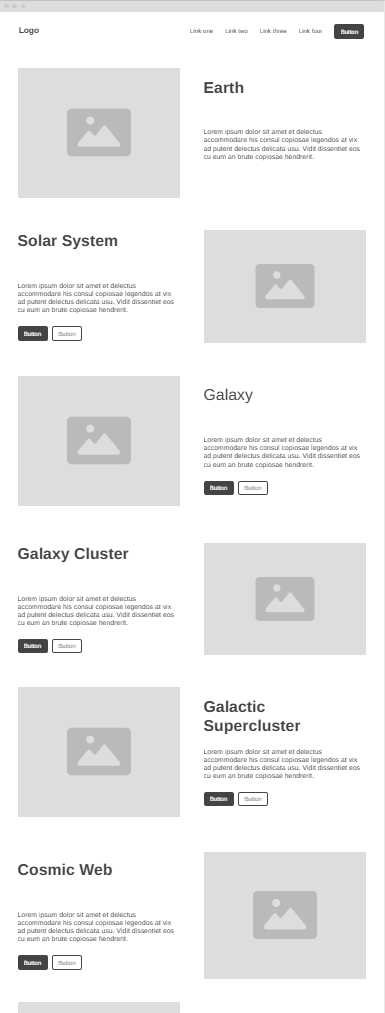 Logo
Link one
Link two
Link three
Link four
Button
Earth
Lorem ipsum dolor sit amet et delectus
accommodare his consul copiosae legendos at vix
ad putent delectus delicata usu. Vidit dissentiet eos
cu eum an brute copiosae hendrerit.
Solar System
Lorem ipsum dolor sit amet et delectus
accommodare his consul copiosae legendos at vix
ad putent delectus delicata usu. Vidit dissentiet eos
cu eum an brute copiosae hendrerit.
Button
Button
Galaxy
Lorem ipsum dolor sit amet et delectus
accommodare his consul copiosae legendos at vix
ad putent delectus delicata usu. Vidit dissentiet eos
cu eum an brute copiosae hendrerit.
Button
Button
Galaxy Cluster
Lorem ipsum dolor sit amet et delectus
accommodare his consul copiosae legendos at vix
ad putent delectus delicata usu. Vidit dissentiet eos
cu eum an brute copiosae hendrerit.
Button
Button
Galactic
Supercluster
Lorem ipsum dolor sit amet et delectus
accommodare his consul copiosae legendos at vix
ad putent delectus delicata usu. Vidit dissentiet eos
cu eum an brute copiosae hendrerit.
Button
Button
Cosmic Web
Lorem ipsum dolor sit amet et delectus
accommodare his consul copiosae legendos at vix
ad putent delectus delicata usu. Vidit dissentiet eos
cu eum an brute copiosae hendrerit.
Button
Button